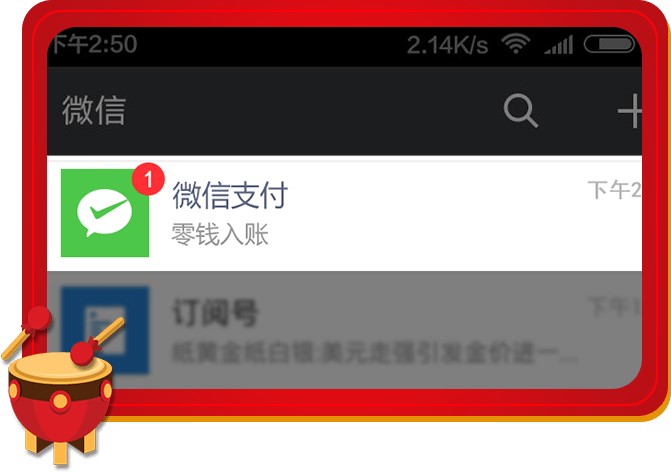 下午2:50 2.14K/s
微信
1
微信支付 下午2
零钱入账
订阅号 下午1
纸黄金纸白银:美元走强引发金价进一...